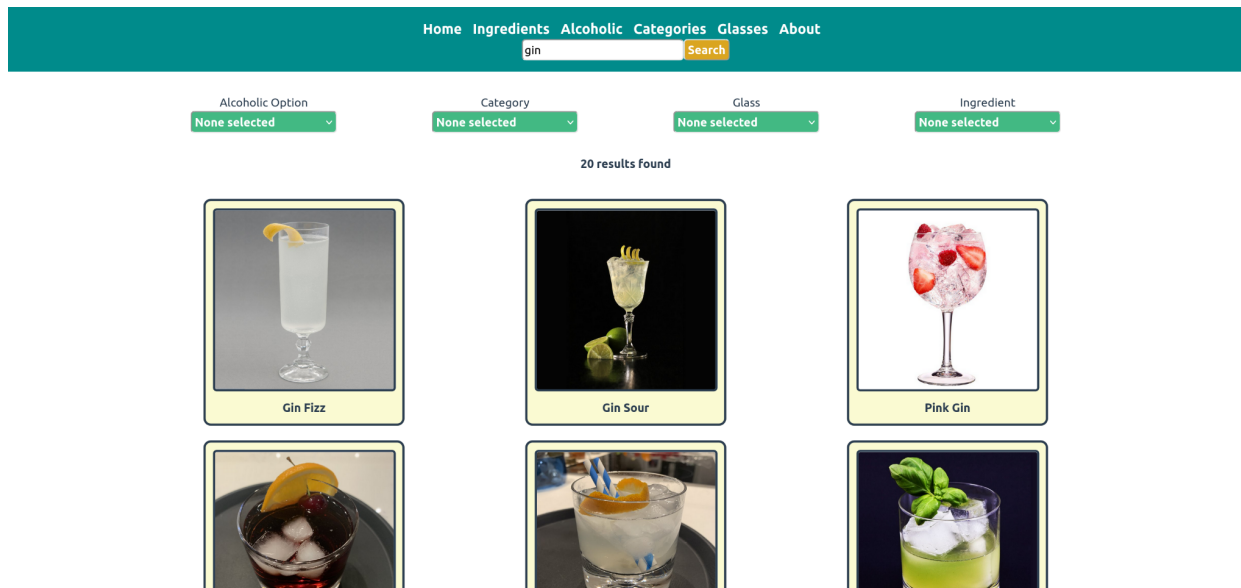 Home Ingredients Alcoholic Categories Glasses About
gin Search
Alcoholic Option Category Glass Ingredient
None selected None selected None selected None selected
20 results found
Gin Fizz Gin Sour Pink Gin